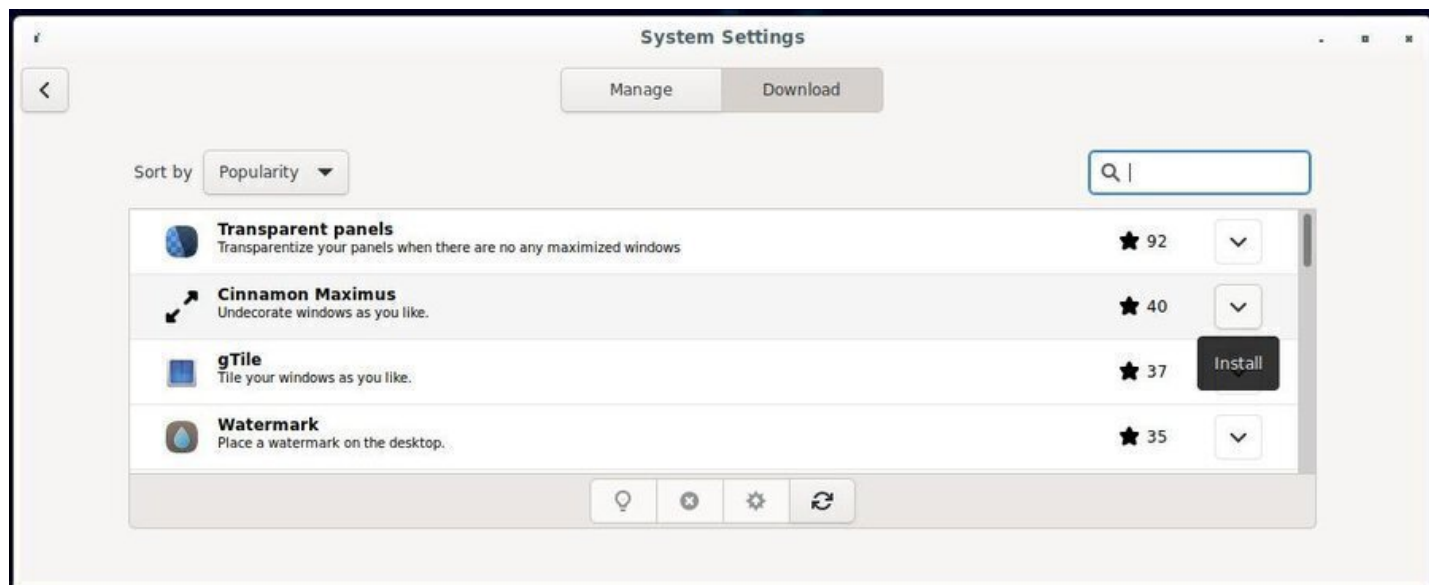 System Settings
Manage Download
Sort by Popularity
Transparent panels
Transparentize your panels when there are no any maximized windows
92
Cinnamon Maximus
Undecorate windows as you like.
40
gTile
Tile your windows as you like.
37
Install
Watermark
Place a watermark on the desktop.
35